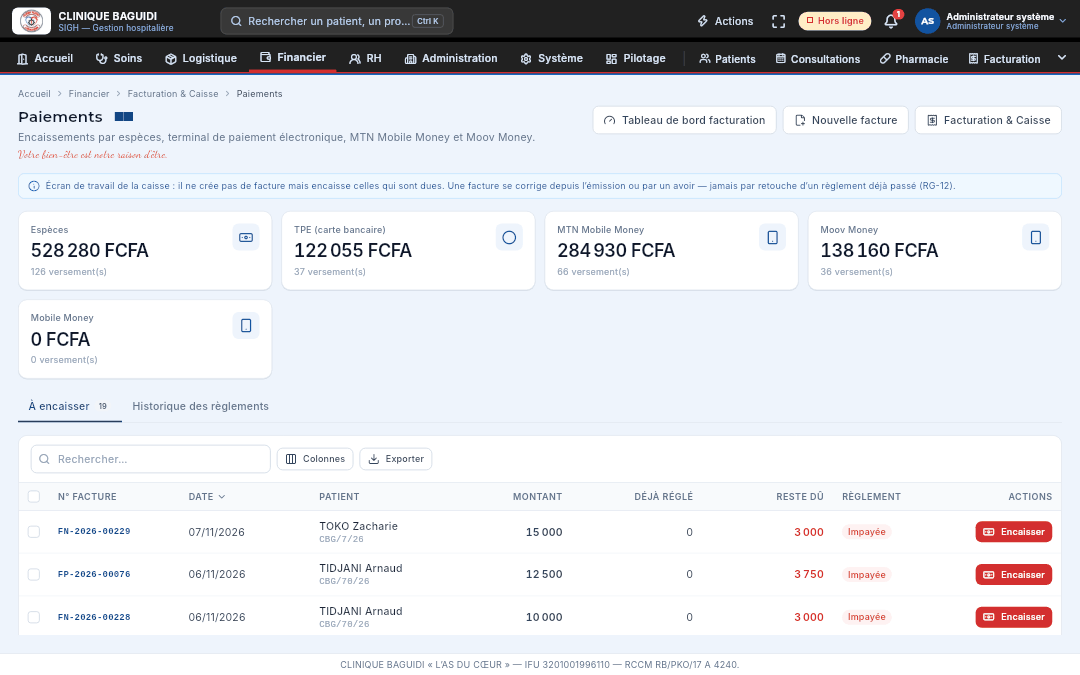 CLINIQUE BAGUIDI
SIGH — Gestion hospitalière
Rechercher un patient, un pro... Ctrl K
Actions
Hors ligne
1
AS
Administrateur système
Administrateur système
Accueil Soins Logistique Financier RH Administration Système Pilotage Patients Consultations Pharmacie Facturation
Accueil > Financier > Facturation & Caisse > Paiements
Paiements
Encaissements par espèces, terminal de paiement électronique, MTN Mobile Money et Moov Money.
Votre bien-être est notre raison d'être.
Tableau de bord facturation
Nouvelle facture
Facturation & Caisse
Écran de travail de la caisse : il ne crée pas de facture mais encaisse celles qui sont dues. Une facture se corrige depuis l'émission ou par un avoir — jamais par retouche d'un règlement déjà passé (RG-12).
Espèces
528 280 FCFA
126 versement(s)
TPE (carte bancaire)
122 055 FCFA
37 versement(s)
MTN Mobile Money
284 930 FCFA
66 versement(s)
Moov Money
138 160 FCFA
36 versement(s)
Mobile Money
0 FCFA
0 versement(s)
À encaisser 19
Historique des règlements
Rechercher...
Colonnes
Exporter
N° FACTURE DATE PATIENT MONTANT DÉJÀ RÉGLÉ RESTE DÛ RÈGLEMENT ACTIONS
FN-2026-00229 07/11/2026 TOKO Zacharie 15 000 0 3 000 Impayée Encaisser
CBG/7/26
FP-2026-00076 06/11/2026 TIDJANI Arnaud 12 500 0 3 750 Impayée Encaisser
CBG/70/26
FN-2026-00228 06/11/2026 TIDJANI Arnaud 10 000 0 3 000 Impayée Encaisser
CBG/70/26
CLINIQUE BAGUIDI « L'AS DU CŒUR » — IFU 3201001996110 — RCCM RB/PKO/17 A 4240.